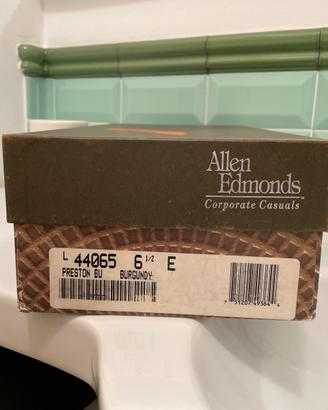 Allen
Edmonds
Corporate Casuals
L 44065 6 1/2 E
PRESTON BU BURGUNDY